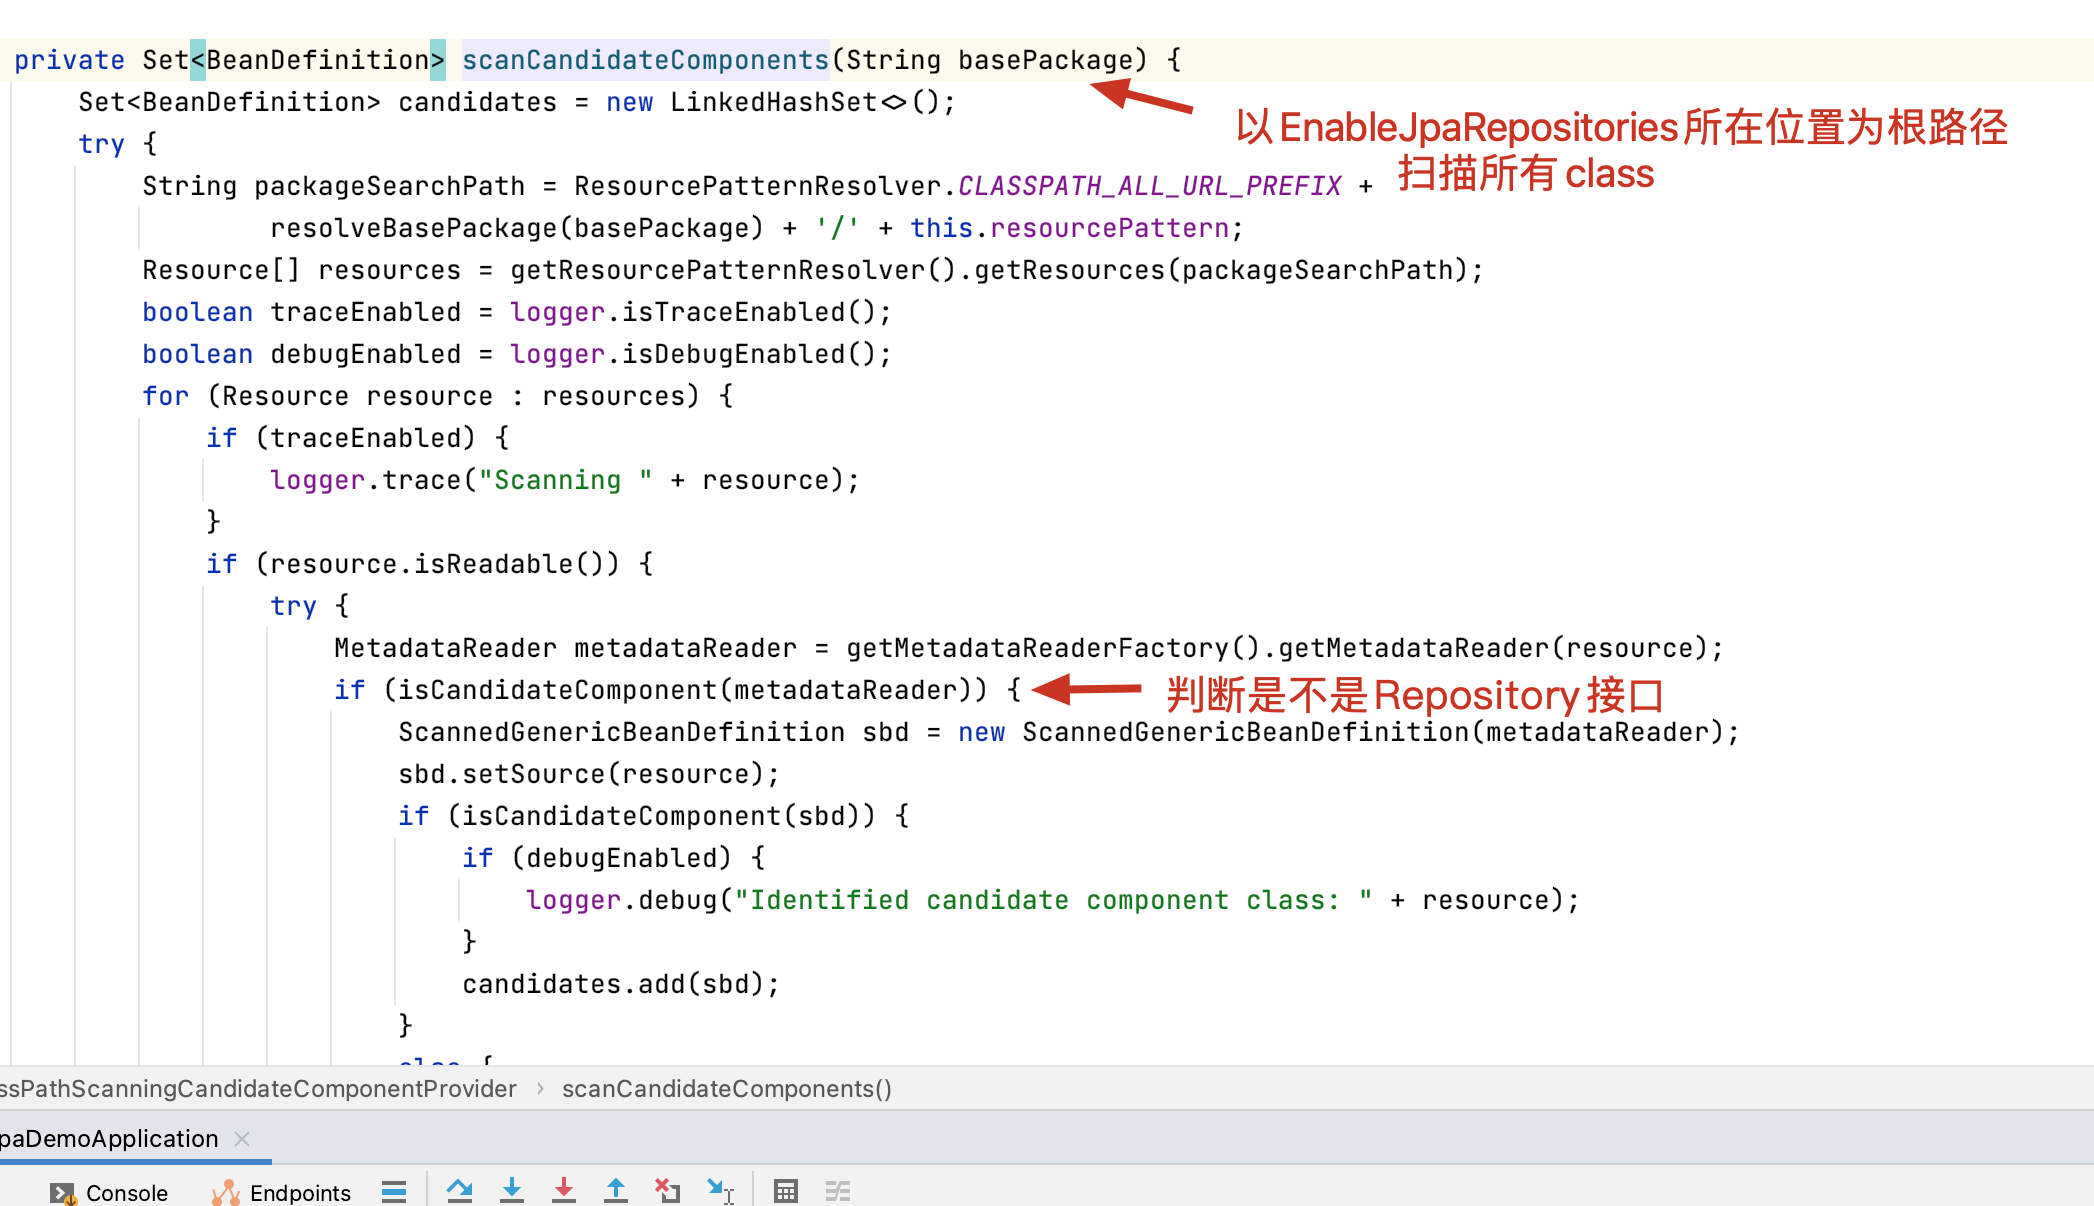 private Set<BeanDefinition> scanCandidateComponents(String basePackage) {
Set<BeanDefinition> candidates = new LinkedHashSet<>();
以EnableJpaRepositories所在位置为根路径
try {
扫描所有class
String packageSearchPath = ResourcePatternResolver.CLASSPATH_ALL_URL_PREFIX +
resolveBasePackage(basePackage) + '/' + this.resourcePattern;
Resource[] resources = getResourcePatternResolver().getResources(packageSearchPath);
boolean traceEnabled = logger.isTraceEnabled();
boolean debugEnabled = logger.isDebugEnabled();
for (Resource resource : resources) {
if (traceEnabled) {
logger.trace("Scanning " + resource);
}
if (resource.isReadable()) {
try {
MetadataReader metadataReader = getMetadataReaderFactory().getMetadataReader(resource);
if (isCandidateComponent(metadataReader)) {
判断是不是Repository接口
ScannedGenericBeanDefinition sbd = new ScannedGenericBeanDefinition(metadataReader);
sbd.setSource(resource);
if (isCandidateComponent(sbd)) {
if (debugEnabled) {
logger.debug("Identified candidate component class: " + resource);
}
candidates.add(sbd);
}
else {
ssPathScanningCandidateComponentProvider › scanCandidateComponents()
paDemoApplication
Console Endpoints